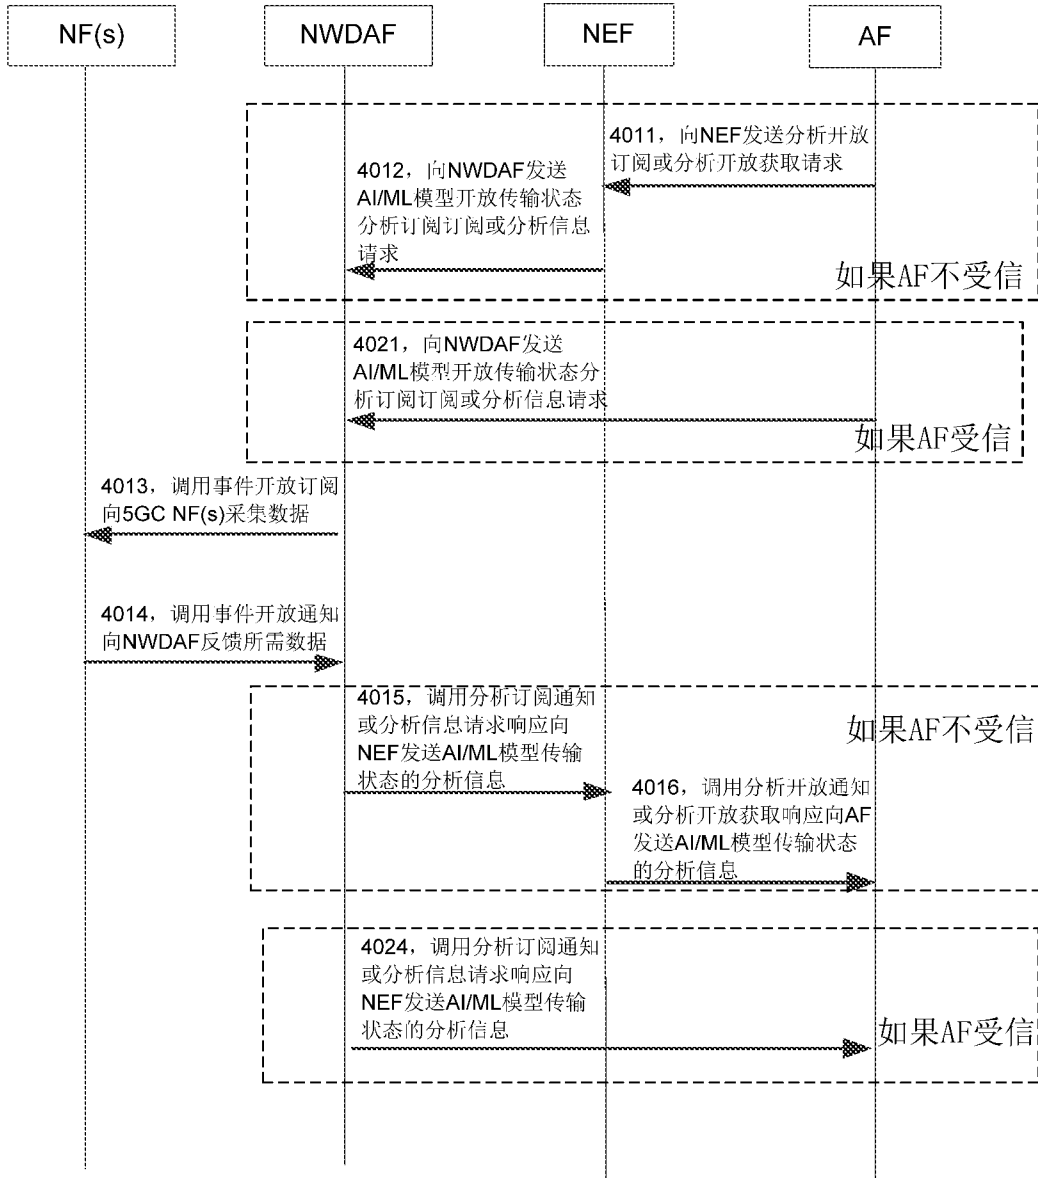 NF(s)
NWDAF
NEF
AF
4011，向NEF发送分析开放
订阅或分析开放获取请求
4012，向NWDAF发送
AI/ML模型开放传输状态
分析订阅订阅或分析信息
请求
如果AF不受信
4021，向NWDAF发送
AI/ML模型开放传输状态分
析订阅订阅或分析信息请求
如果AF受信
4013，调用事件开放订阅
向5GC NF(s)采集数据
4014，调用事件开放通知
向NWDAF反馈所需数据
4015，调用分析订阅通知
或分析信息请求响应向
NEF发送AI/ML模型传输
状态的分析信息
如果AF不受信
4016，调用分析开放通知
或分析开放获取响应向AF
发送AI/ML模型传输状态
的分析信息
4024，调用分析订阅通知
或分析信息请求响应向
NEF发送AI/ML模型传输
状态的分析信息
如果AF受信